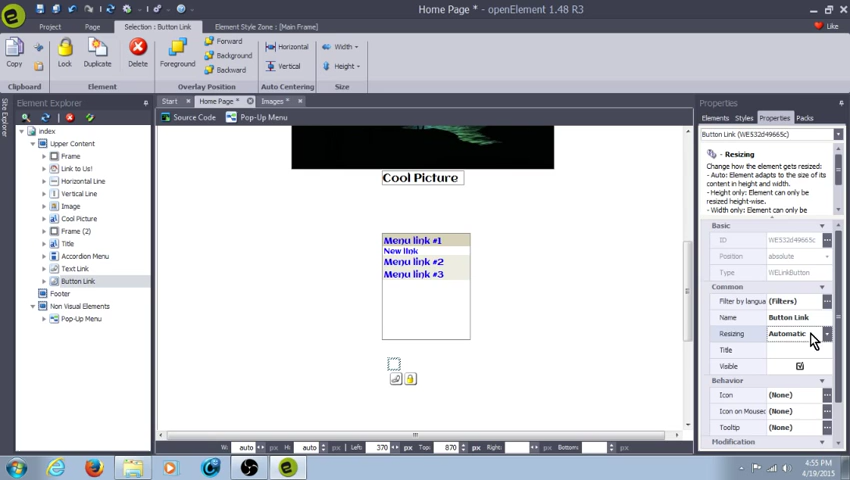 Home Page * - openElement 1.48 R3
Project
Page
Selection : Button Link
Element Style Zone : [Main Frame]
Like
Copy
Lock
Duplicate
Delete
Foreground
Forward
Background
Backward
Horizontal
Vertical
Width
Height
Clipboard
Element
Overlay Position
Auto Centering
Size
Site Explorer
Element Explorer
index
Upper Content
Frame
Link to Us!
Horizontal Line
Vertical Line
Image
Cool Picture
Frame (2)
Title
Accordion Menu
Text Link
Button Link
Footer
Non Visual Elements
Pop-Up Menu
Start
Home Page *
Images *
Source Code
Pop-Up Menu
Cool Picture
Menu link #1
New link
Menu link #2
Menu link #3
W: auto px H: auto px Left: 370 px Top: 870 px Right: px Bottom: px
Properties
Elements Styles Properties Packs
Button Link (WE532d49665c)
- Resizing
Change how the element gets resized:
- Auto: Element adapts to the size of its
content in height and width.
- Height only: Element can only be
resized height-wise.
- Width only: Element can only be
Basic
ID WE532d49665c
Position absolute
Type WELinkButton
Common
Filter by langua (Filters)
Name Button Link
Resizing Automatic
Title
Visible
Behavior
Icon (None)
Icon on Mouseo (None)
Tooltip (None)
Modification
4:55 PM
4/19/2015